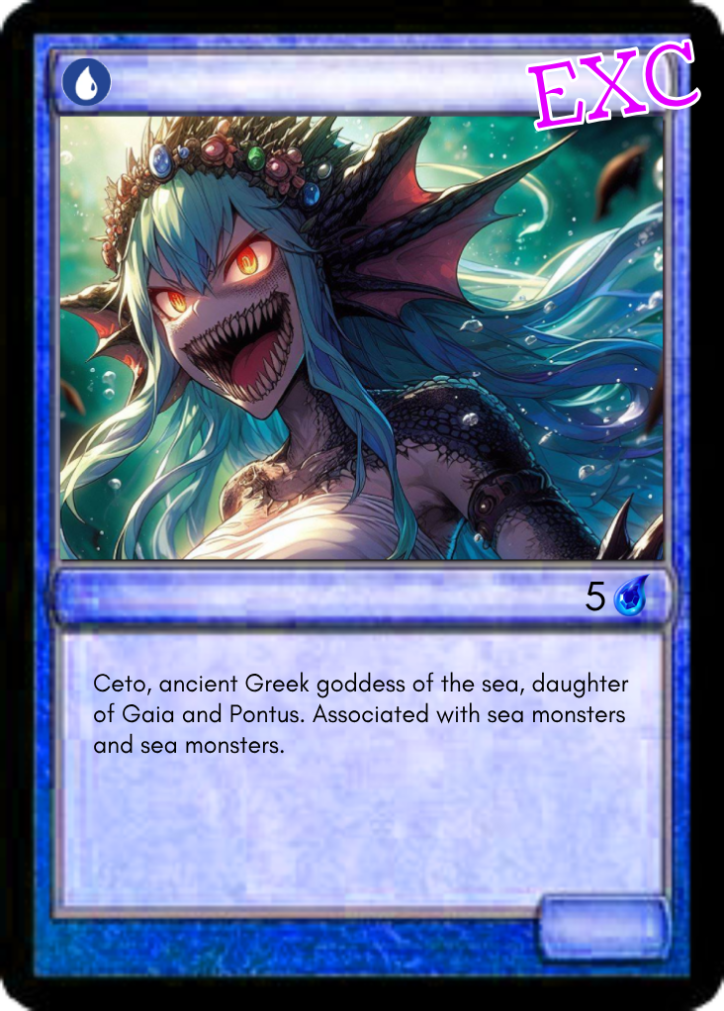 EXC
5
Ceto, ancient Greek goddess of the sea, daughter
of Gaia and Pontus. Associated with sea monsters
and sea monsters.